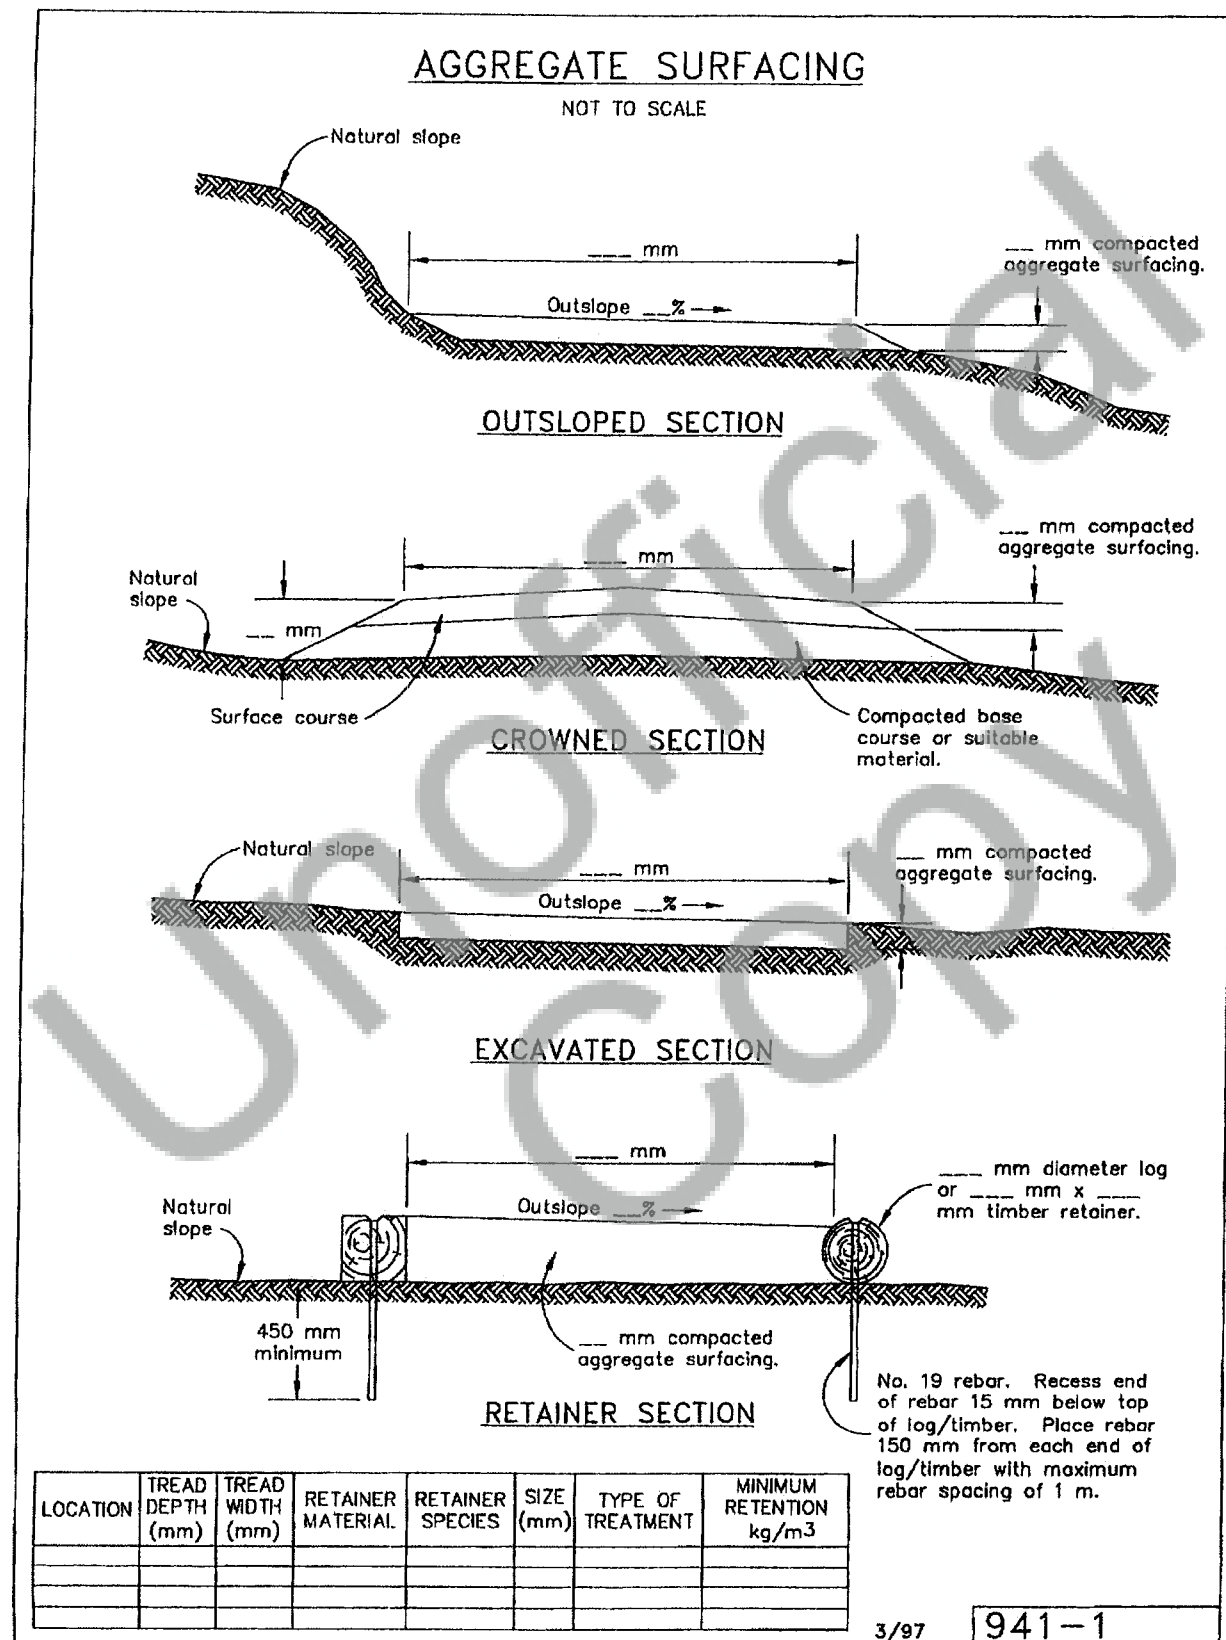 AGGREGATE SURFACING
NOT TO SCALE
Natural slope
___ mm
__ mm compacted
aggregate surfacing.
Outslope __%
OUTSLOPED SECTION
__ mm compacted
aggregate surfacing.
___ mm
Natural
slope
__ mm
Surface course
Compacted base
course or suitable
material.
CROWNED SECTION
Natural slope
___ mm
__ mm compacted
aggregate surfacing.
Outslope __%
EXCAVATED SECTION
___ mm
___ mm diameter log
or ___ mm x ___
mm timber retainer.
Natural
slope
Outslope __%
450 mm
minimum
__ mm compacted
aggregate surfacing.
No. 19 rebar. Recess end
of rebar 15 mm below top
of log/timber. Place rebar
150 mm from each end of
log/timber with maximum
rebar spacing of 1 m.
RETAINER SECTION
LOCATION
TREAD
DEPTH
(mm)
TREAD
WIDTH
(mm)
RETAINER
MATERIAL
RETAINER
SPECIES
SIZE
(mm)
TYPE OF
TREATMENT
MINIMUM
RETENTION
kg/m3
3/97
941-1
Unofficial
Copy